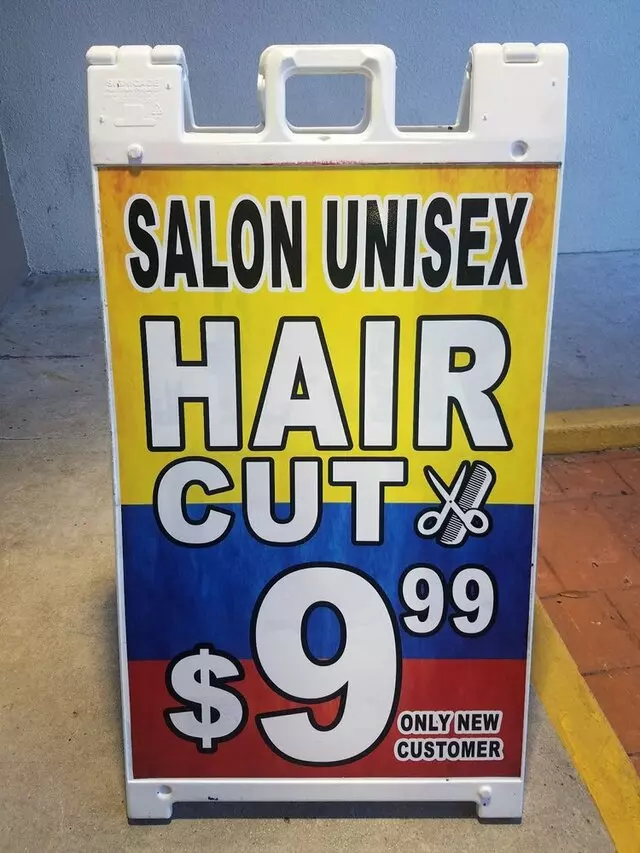 SALON UNISEX
HAIR
CUT
$9.99
ONLY NEW
CUSTOMER